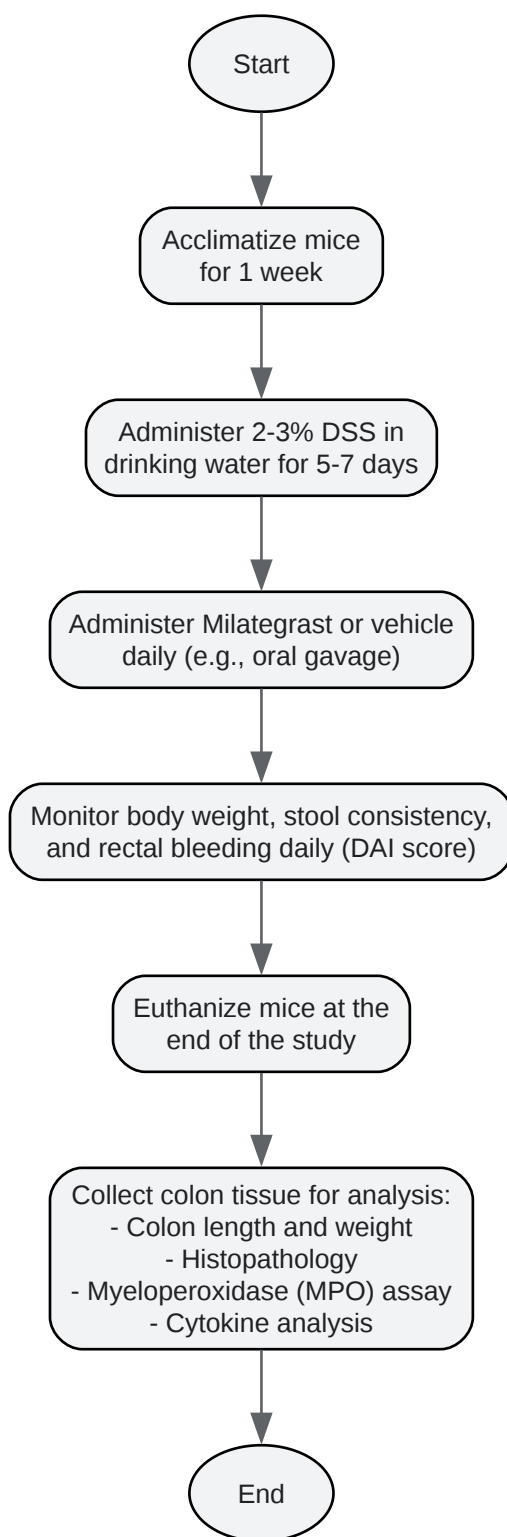 Start
Acclimatize mice
for 1 week
Administer 2-3% DSS in
drinking water for 5-7 days
Administer Milategrast or vehicle
daily (e.g., oral gavage)
Monitor body weight, stool consistency,
and rectal bleeding daily (DAI score)
Euthanize mice at the
end of the study
Collect colon tissue for analysis:
- Colon length and weight
- Histopathology
- Myeloperoxidase (MPO) assay
- Cytokine analysis
End